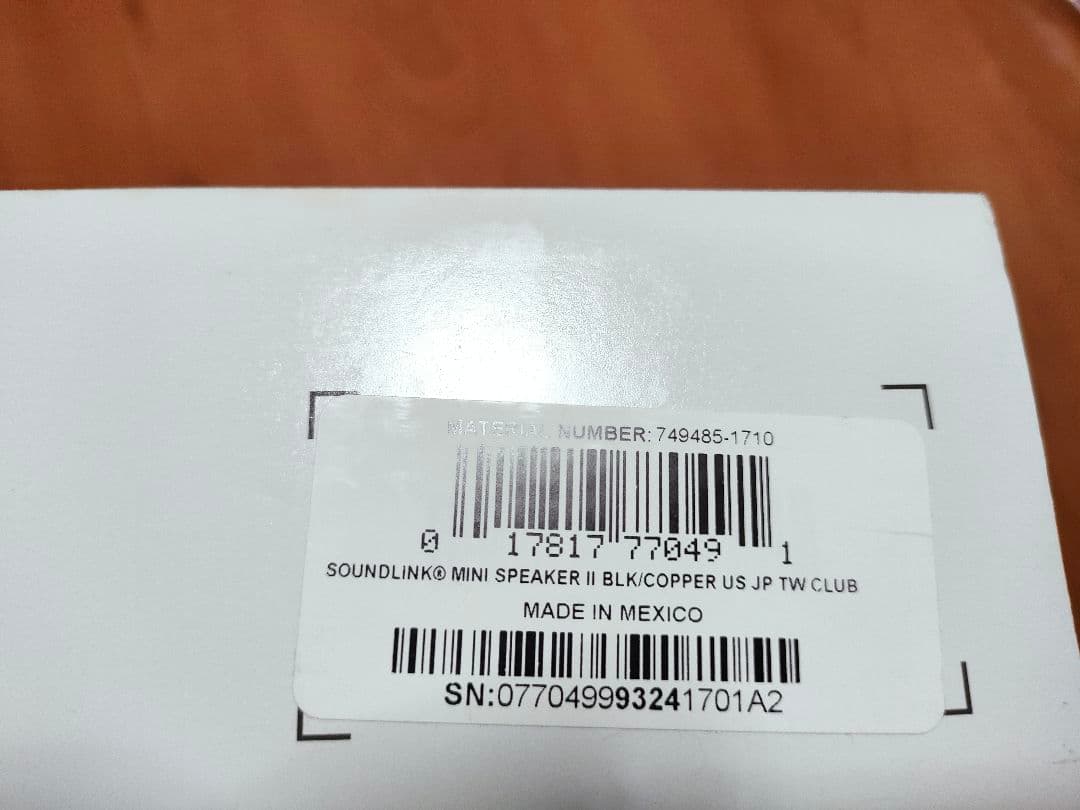 MATERIAL NUMBER: 749485-1710
0 17817 77049 1
SOUNDLINK® MINI SPEAKER II BLK/COPPER US JP TW CLUB
MADE IN MEXICO
SN:077049993241701A2